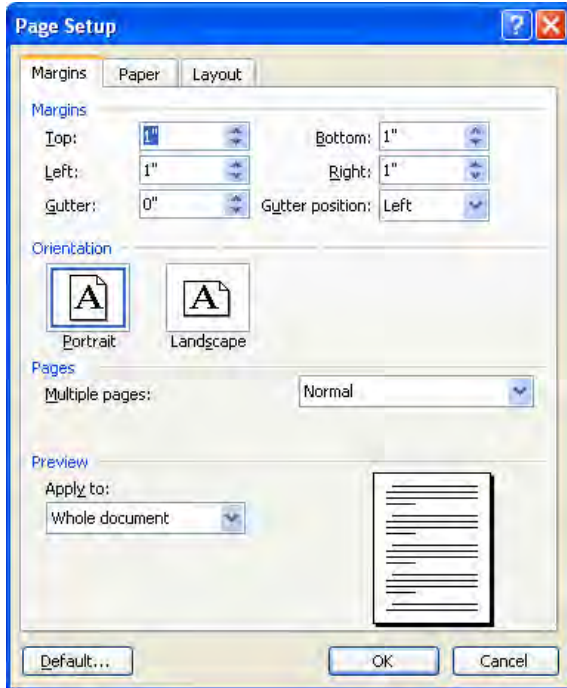 Page Setup
Margins Paper Layout
Margins
Top: 1" Bottom: 1"
Left: 1" Right: 1"
Gutter: 0" Gutter position: Left
Orientation
A A
Portrait Landscape
Pages
Multiple pages: Normal
Preview
Apply to:
Whole document
Default... OK Cancel